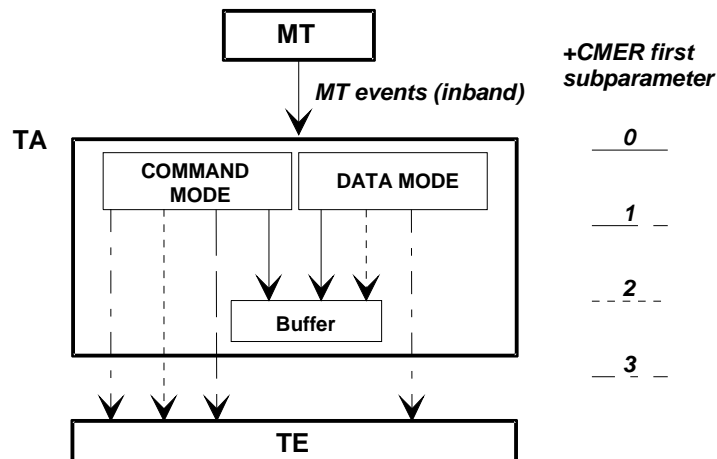 MT
+CMER first
subparameter
MT events (inband)
TA
0
COMMAND
MODE
DATA MODE
1
2
Buffer
3
TE